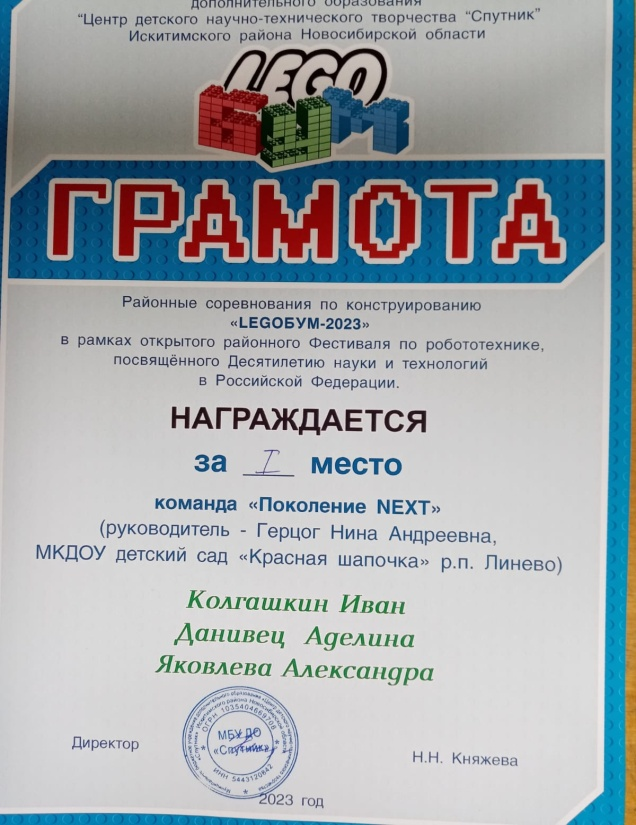 дополнительного образования
"Центр детского научно-технического творчества "Спутник"
Искитимского района Новосибирской области
LEGO
БУМ
ГРАМОТА
Районные соревнования по конструированию
«LEGOБУМ-2023»
в рамках открытого районного Фестиваля по робототехнике,
посвящённого Десятилетию науки и технологий
в Российской Федерации.
НАГРАЖДАЕТСЯ
за I место
команда «Поколение NEXT»
(руководитель - Герцог Нина Андреевна,
МКДОУ детский сад «Красная шапочка» р.п. Линево)
Колгашкин Иван
Данивец Аделина
Яковлева Александра
Директор
МБУ ДО
«Спутник»
Н.Н. Княжева
2023 год